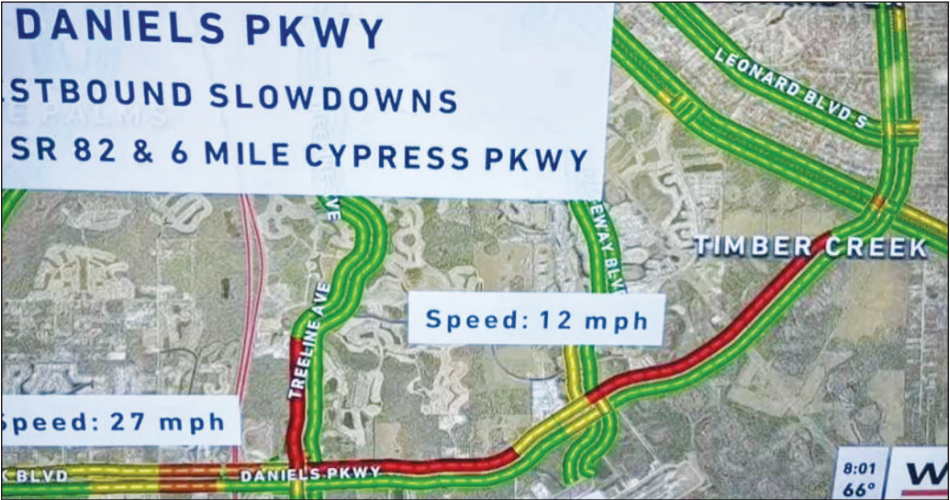 DANIELS PKWY
STBOUND SLOWDOWNS
SR 82 & 6 MILE CYPRESS PKWY
LEONARD BLVD S
TIMBER CREEK
Speed: 12 mph
TREELINE AVE
Speed: 27 mph
BLVD
DANIELS PKWY
8:01
66°
W